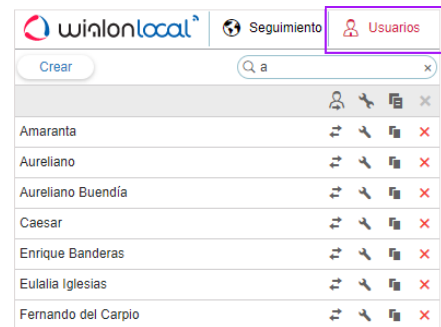 wialonlocal Seguimiento Usuarios
Crear a
Amaranta
Aureliano
Aureliano Buendía
Caesar
Enrique Banderas
Eulalia Iglesias
Fernando del Carpio